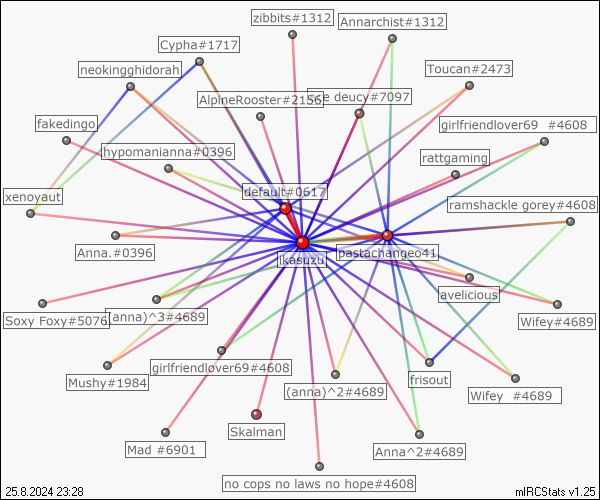 zibbits#1312
Annarchist#1312
Cypha#1717
neokingghidorah
Toucan#2473
AlpineRooster#2156
deucy#7097
fakedingo
girlfriendlover69 #4608
hypomanianna#0396
rattgaming
default#0617
xenoyaut
ramshackle gorey#4608
Anna.#0396
pastachangeo41
ikasuzu
lavelicious
Soxy Foxy#5076
(anna)^3#4689
Wifey#4689
girlfriendlover69#4608
Mushy#1984
frisout
(anna)^2#4689
Wifey #4689
Skalman
Mad #6901
Anna^2#4689
no cops no laws no hope#4608
25.8.2024 23:28
mIRCStats v1.25